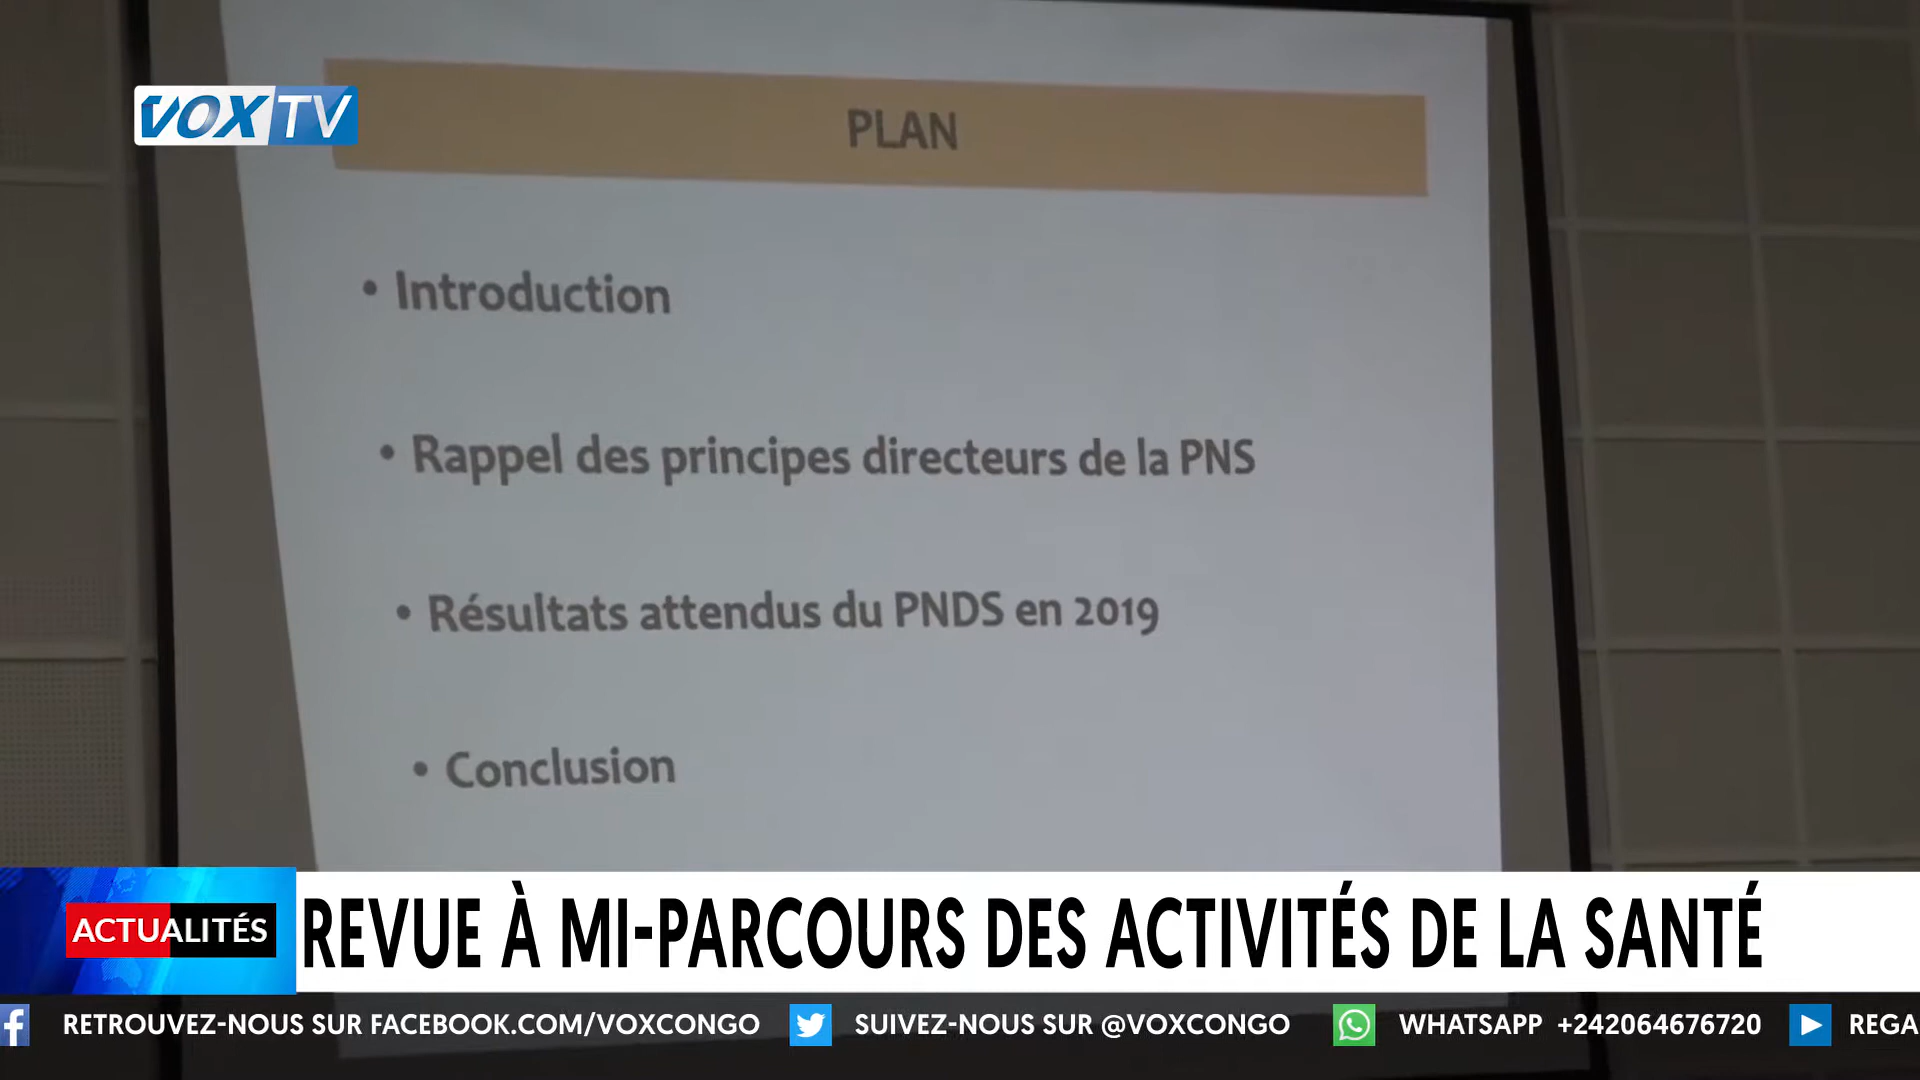 VOX TV
PLAN
• Introduction
• Rappel des principes directeurs de la PNS
• Résultats attendus du PNDS en 2019
• Conclusion
ACTUALITÉS
REVUE À MI-PARCOURS DES ACTIVITÉS DE LA SANTÉ
RETROUVEZ-NOUS SUR FACEBOOK.COM/VOXCONGO SUIVEZ-NOUS SUR @VOXCONGO WHATSAPP +242064676720 REGA